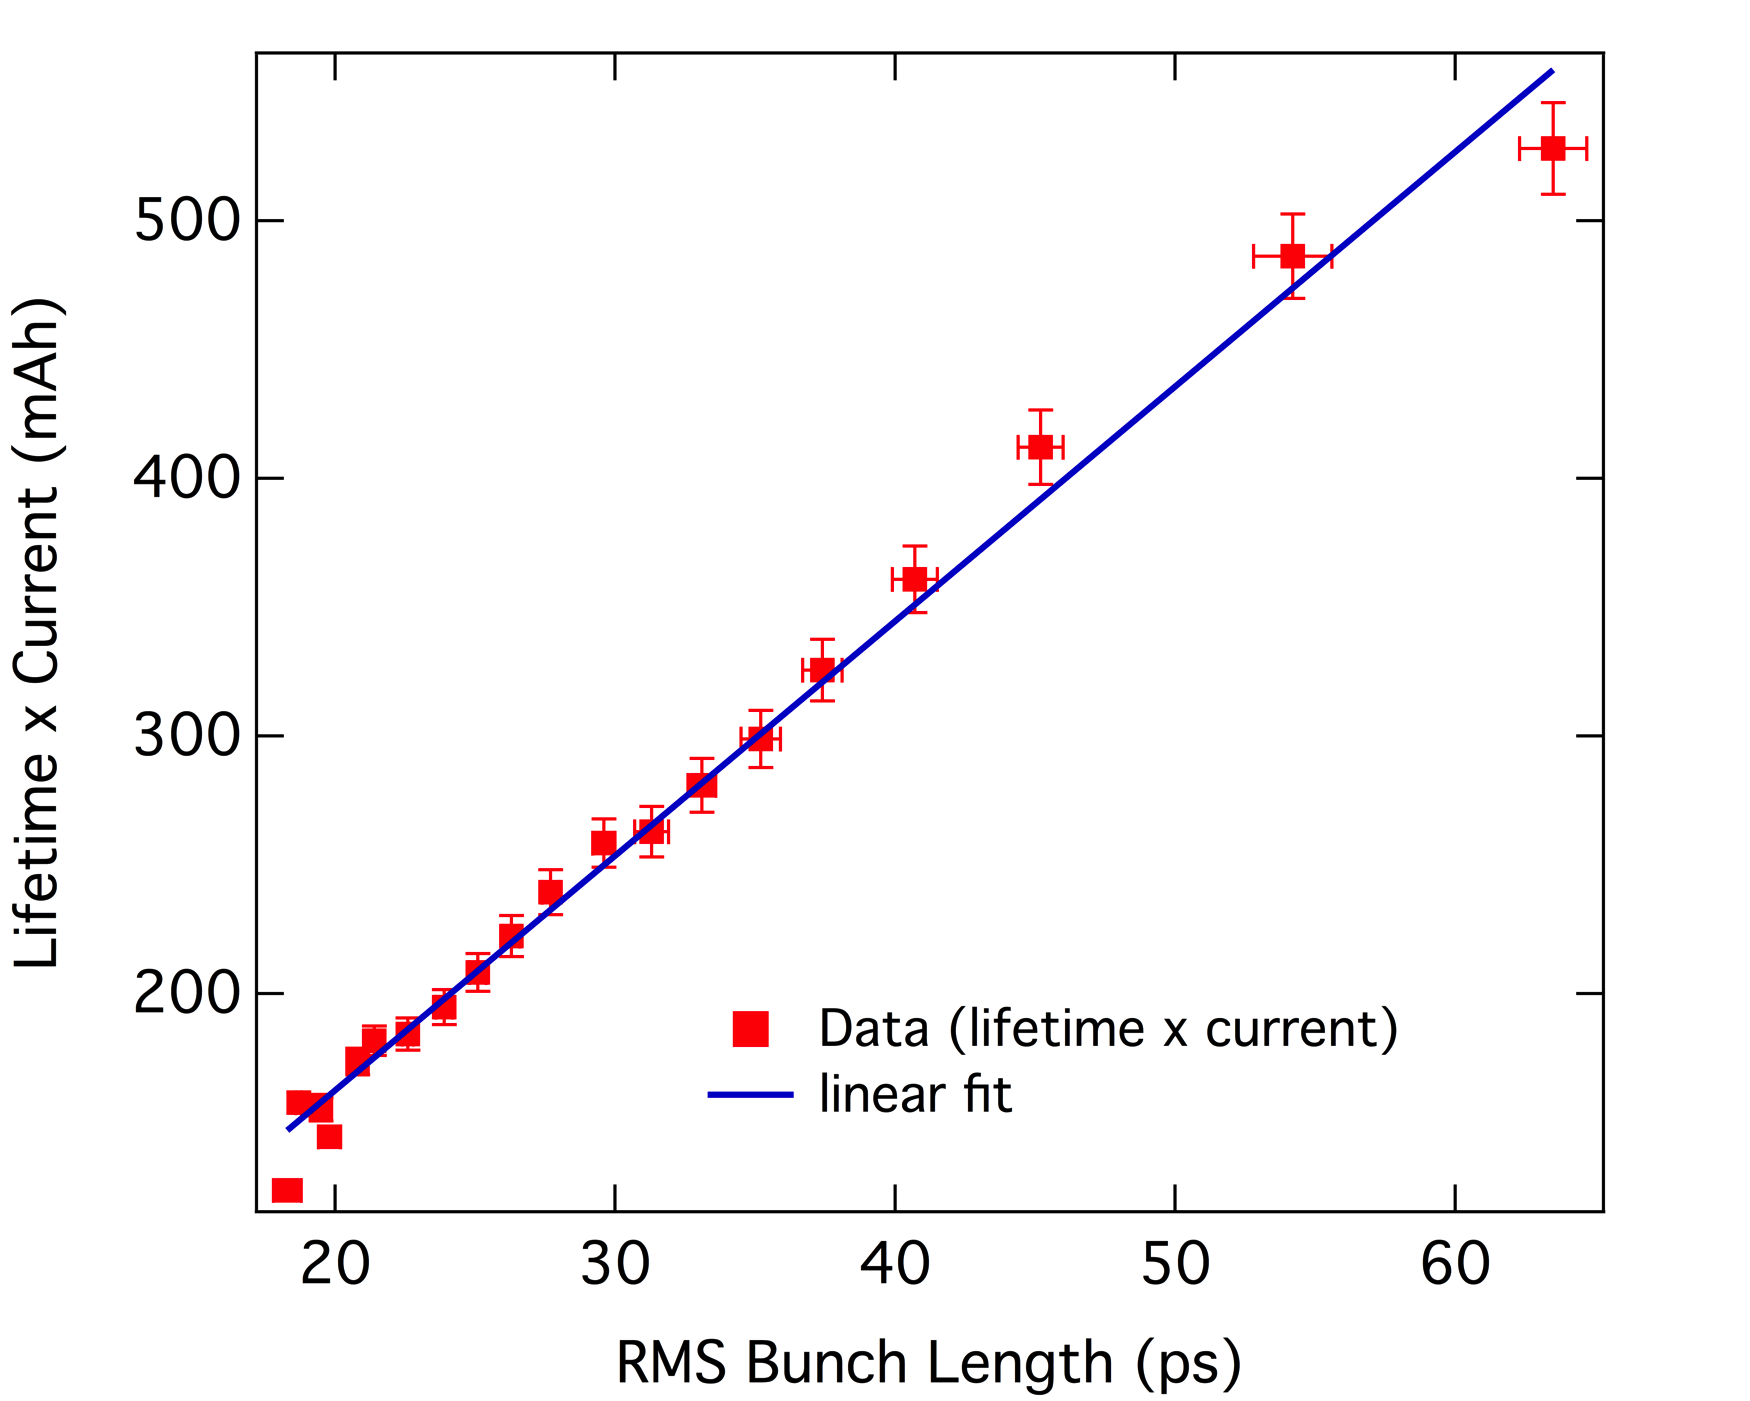 Lifetime x Current (mAh)
500
400
300
200
Data (lifetime x current)
linear fit
20 30 40 50 60
RMS Bunch Length (ps)